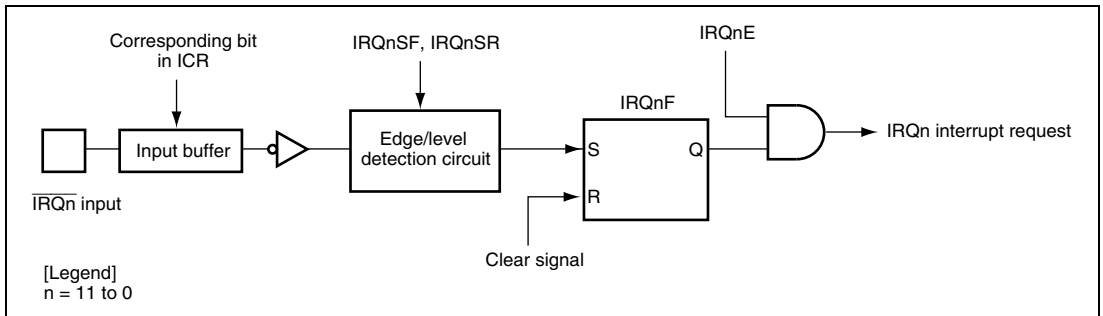 Corresponding bit
in ICR
IRQnSF, IRQnSR
IRQnE
IRQnF
Input buffer
Edge/level
detection circuit
S
Q
R
IRQn interrupt request
IRQn input
Clear signal
[Legend]
n = 11 to 0